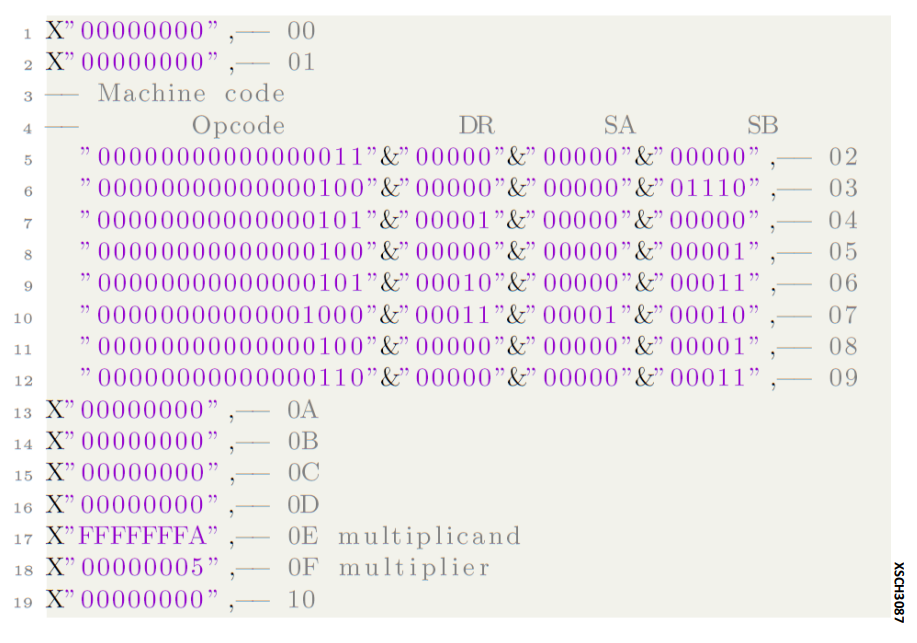 1 X"00000000",-- 00
2 X"00000000",-- 01
3 -- Machine code
4 -- Opcode DR SA SB
5 "00000000000000011"&"00000"&"00000"&"00000",-- 02
6 "00000000000000100"&"00000"&"00000"&"01110",-- 03
7 "00000000000000101"&"00001"&"00000"&"00000",-- 04
8 "00000000000000100"&"00000"&"00000"&"00001",-- 05
9 "00000000000000101"&"00010"&"00000"&"00011",-- 06
10 "00000000000001000"&"00011"&"00001"&"00010",-- 07
11 "00000000000000100"&"00000"&"00000"&"00001",-- 08
12 "00000000000000110"&"00000"&"00000"&"00011",-- 09
13 X"00000000",-- 0A
14 X"00000000",-- 0B
15 X"00000000",-- 0C
16 X"00000000",-- 0D
17 X"FFFFFFFA",-- 0E multiplicand
18 X"00000005",-- 0F multiplier
19 X"00000000",-- 10
XSCH3087